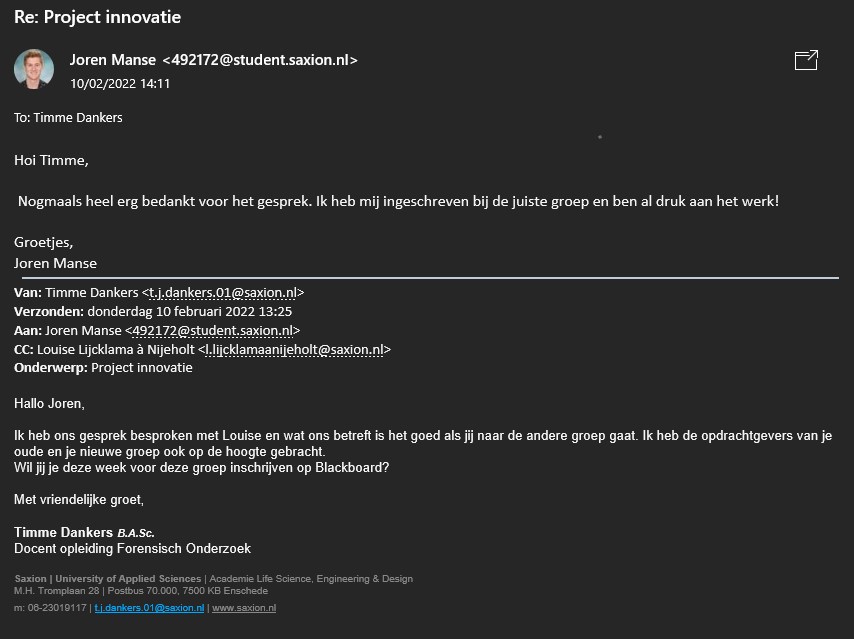 Re: Project innovatie
Joren Manse <492172@student.saxion.nl>
10/02/2022 14:11
To: Timme Dankers
Hoi Timme,
Nogmaals heel erg bedankt voor het gesprek. Ik heb mij ingeschreven bij de juiste groep en ben al druk aan het werk!
Groetjes,
Joren Manse
Van: Timme Dankers <t.j.dankers.01@saxion.nl>
Verzonden: donderdag 10 februari 2022 13:25
Aan: Joren Manse <492172@student.saxion.nl>
CC: Louise Lijcklama à Nijeholt <l.lijcklamaanijeholt@saxion.nl>
Onderwerp: Project innovatie
Hallo Joren,
Ik heb ons gesprek besproken met Louise en wat ons betreft is het goed als jij naar de andere groep gaat. Ik heb de opdrachtgevers van je
oude en je nieuwe groep ook op de hoogte gebracht.
Wil jij je deze week voor deze groep inschrijven op Blackboard?
Met vriendelijke groet,
Timme Dankers B.A.Sc.
Docent opleiding Forensisch Onderzoek
Saxion | University of Applied Sciences | Academie Life Science, Engineering & Design
M.H. Tromplaan 28 | Postbus 70.000, 7500 KB Enschede
m: 06-23019117 | t.j.dankers.01@saxion.nl | www.saxion.nl